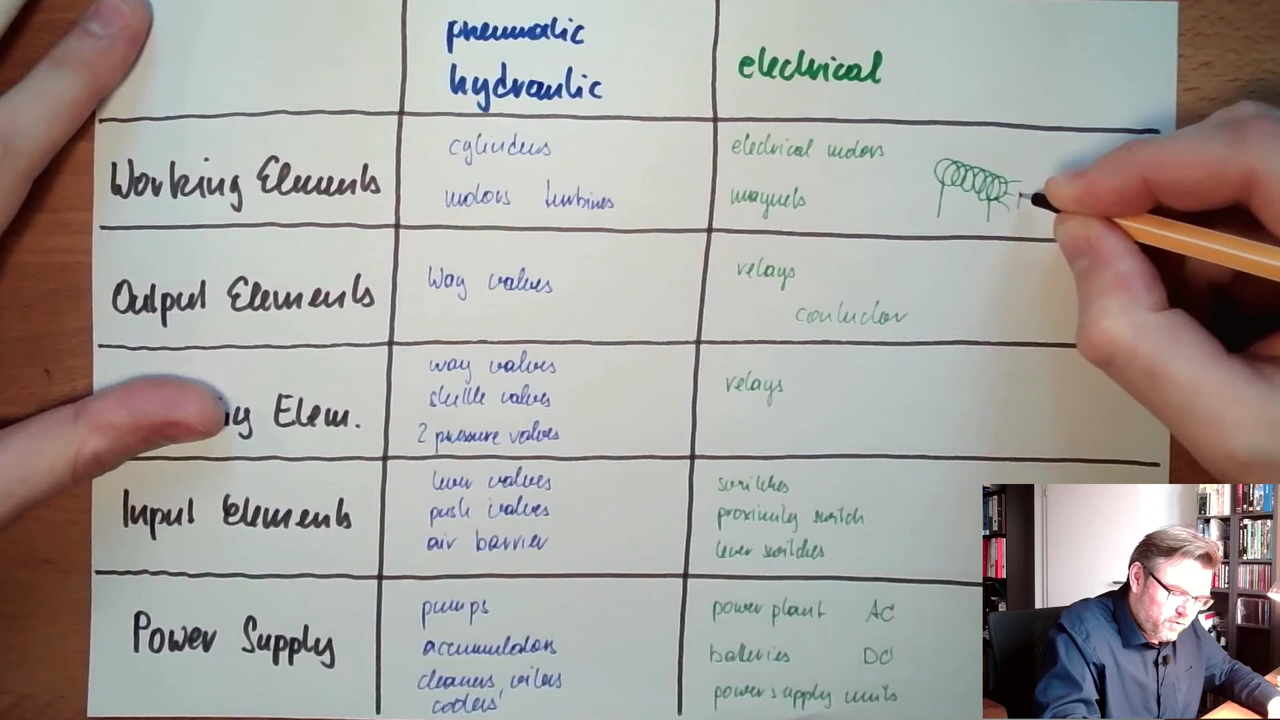 pneumatic
hydraulic
electrical
Working Elements
cylinders
motors turbines
electrical motors
magnets
Output Elements
Way valves
relays
contactor
Elem.
way valves
shuttle valves
2 pressure valves
relays
Input Elements
lever valves
push valves
air barrier
switches
proximity switch
lever switches
Power Supply
pumps
accumulators
cleaners,
coolers
power plant AC
batteries DC
power supply units